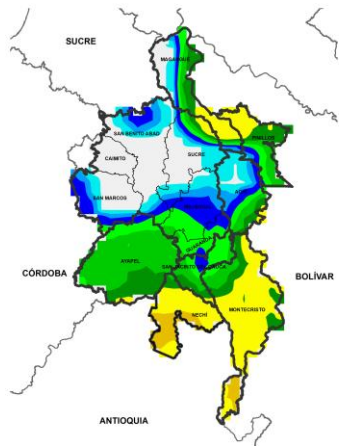 SUCRE
MAGANGUÉ
SAN BENITO ABAD
PINILLOS
CAIMITO
SUCRE
SAN MARCOS
AYAPEL
CÓRDOBA
BOLÍVAR
MONTECRISTO
NECHÍ
ANTIOQUIA